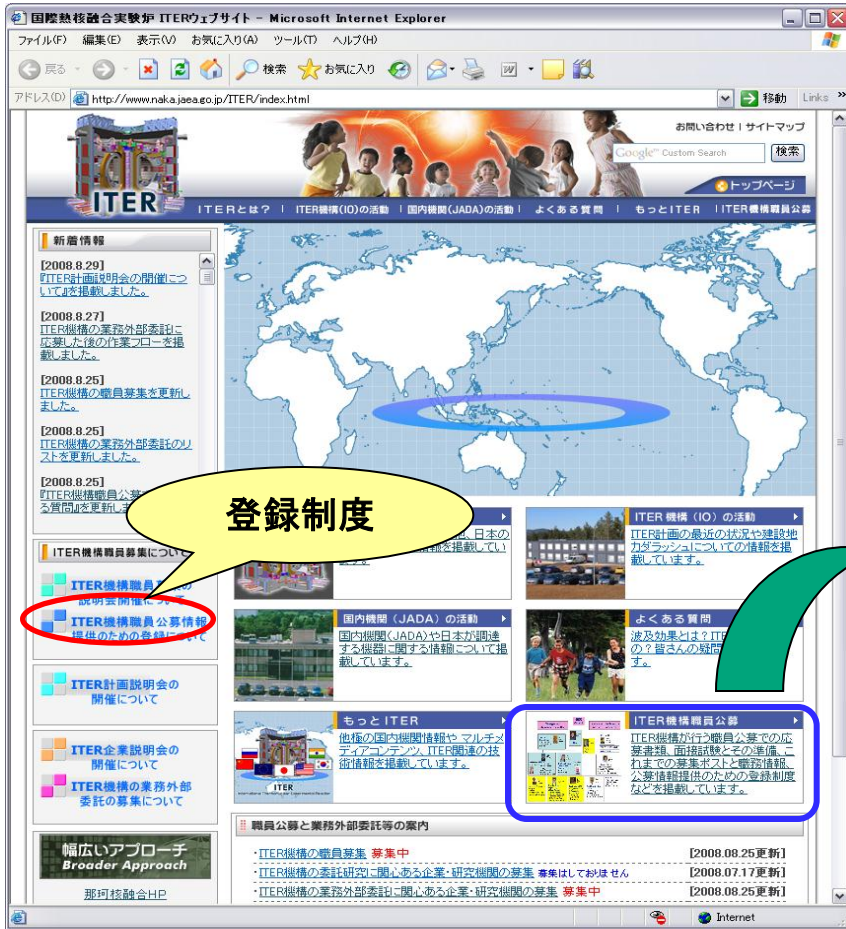 国際熱核融合実験炉 ITERウェブサイト - Microsoft Internet Explorer
ファイル(F) 編集(E) 表示(V) お気に入り(A) ツール(T) ヘルプ(H)
戻る 検索 お気に入り
アドレス(D) http://www.naka.jaea.go.jp/ITER/index.html 移動 Links »
お問い合わせ | サイトマップ
Google™ Custom Search 検索
トップページ
ITER
ITERとは? | ITER機構(IO)の活動 | 国内機関(JADA)の活動 | よくある質問 | もっとITER | ITER機構職員公募
新着情報
[2008.8.29]
『ITER計画説明会の開催につ
いて』を掲載しました。
[2008.8.27]
ITER機構の業務外部委託に
応募した後の作業フローを掲
載しました。
[2008.8.25]
ITER機構の職員募集を更新し
ました。
[2008.8.25]
ITER機構の業務外部委託のリ
ストを更新しました。
[2008.8.25]
『ITER機構職員公募
る質問』を更新しま
登録制度
ITER機構職員募集について
ITER機構職員
説明会開催について
ITER機構職員公募情報
提供のための登録について
ITER計画説明会の
開催について
ITER企業説明会の
開催について
ITER機構の業務外部
委託の募集について
幅広いアプローチ
Broader Approach
那珂核融合HP
日本の
情報を掲載してい
ます。
ITER 機構(IO)の活動
ITER計画の最近の状況や建設地
カダラッシュについての情報を掲
載しています。
国内機関(JADA)の活動
国内機関(JADA)や日本が調達
する機器に関する情報について掲
載しています。
よくある質問
波及効果とは?ITE
の?皆さんの疑問
す。
もっとITER
他極の国内機関情報や マルチメ
ディアコンテンツ、ITER関連の技
術情報を掲載しています。
ITER
ITER機構職員公募
ITER機構が行う職員公募での応
募書類、面接試験とその準備、こ
れまでの募集ポストと職務情報、
公募情報提供のための登録制度
などを掲載しています。
職員公募と業務外部委託等の案内
・ITER機構の職員募集 募集中 [2008.08.25更新]
・ITER機構の委託研究に関心ある企業・研究機関の募集 募集はしておりません [2008.07.17更新]
・ITER機構の業務外部委託に関心ある企業・研究機関の募集 募集中 [2008.08.25更新]
Internet